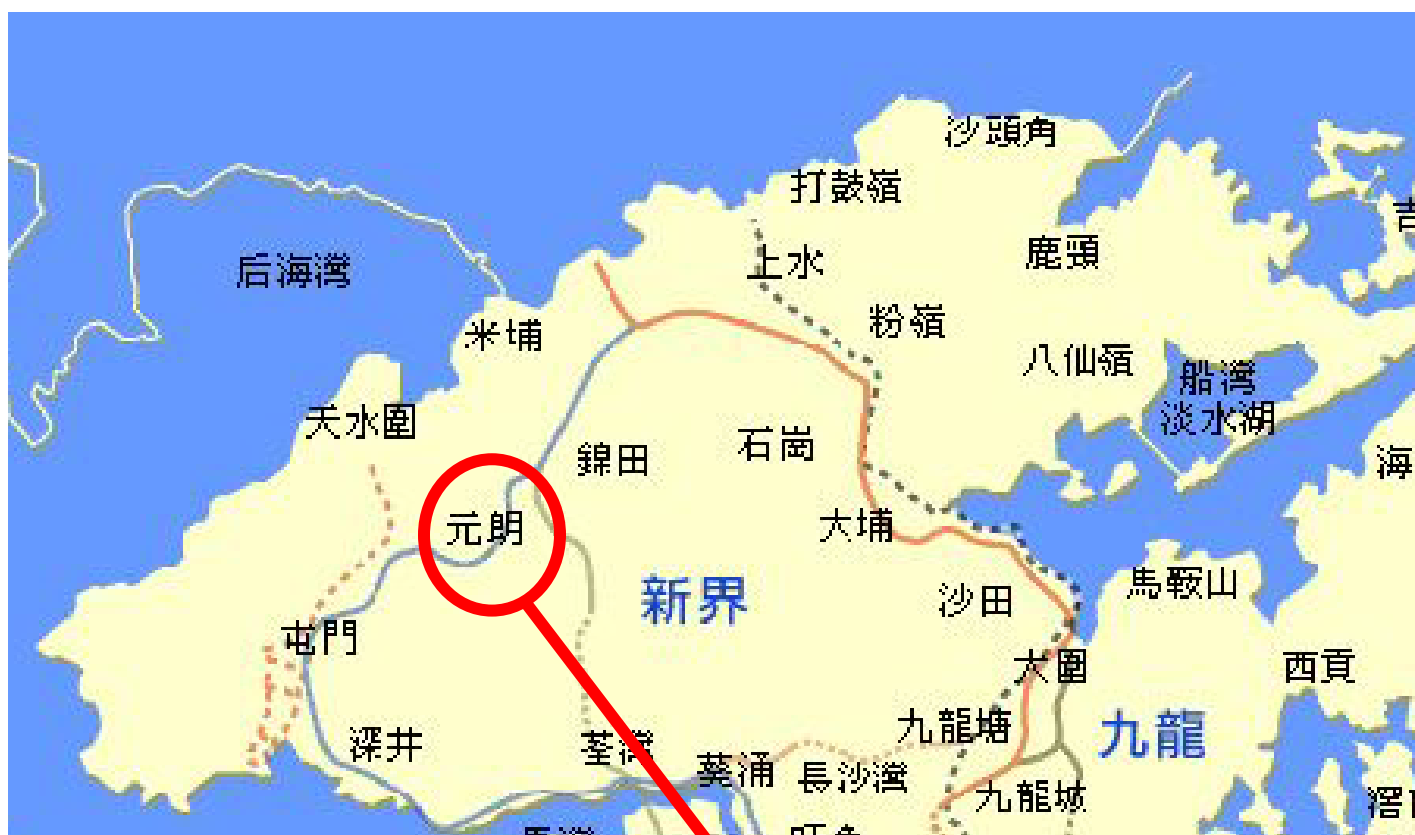 沙頭角
打鼓嶺
上水
鹿頸
后海灣
粉嶺
米埔
八仙嶺
船灣
淡水湖
天水圍
石崗
錦田
大埔
元朗
馬鞍山
新界
沙田
屯門
大圍
西貢
九龍塘
九龍
深井
荃灣
葵涌
長沙灣
九龍城